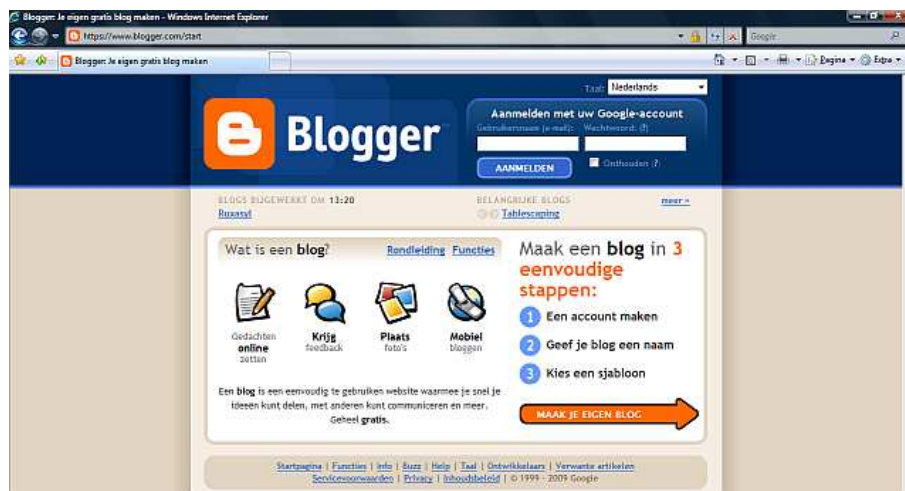 Blogger: Je eigen gratis blog maken - Windows Internet Explorer
https://www.blogger.com/start
Google
Blogger: Je eigen gratis blog maken
Pagina
Extra
Taal: Nederlands
Blogger
Aanmelden met uw Google-account
Gebruikersnaam (e-mail): Wachtwoord: (?)
AANMELDEN
Onthouden (?)
BLOGS BIJGEWERKT OM 13:20
Ruxasyl
BELANGRIJKE BLOGS
meer »
Tablescaping
Wat is een blog?
Rondleiding Functies
Gedachten
online
zetten
Krijg
feedback
Plaats
foto's
Mobiel
bloggen
Een blog is een eenvoudig te gebruiken website waarmee je snel je
ideeën kunt delen, met anderen kunt communiceren en meer.
Geheel gratis.
Maak een blog in 3
eenvoudige
stappen:
1 Een account maken
2 Geef je blog een naam
3 Kies een sjabloon
MAAK JE EIGEN BLOG
Startpagina | Functies | Info | Buzz | Help | Taal | Ontwikkelaars | Verwante artikelen
Servicevoorwaarden | Privacy | Inhoudsbeleid | © 1999 - 2009 Google